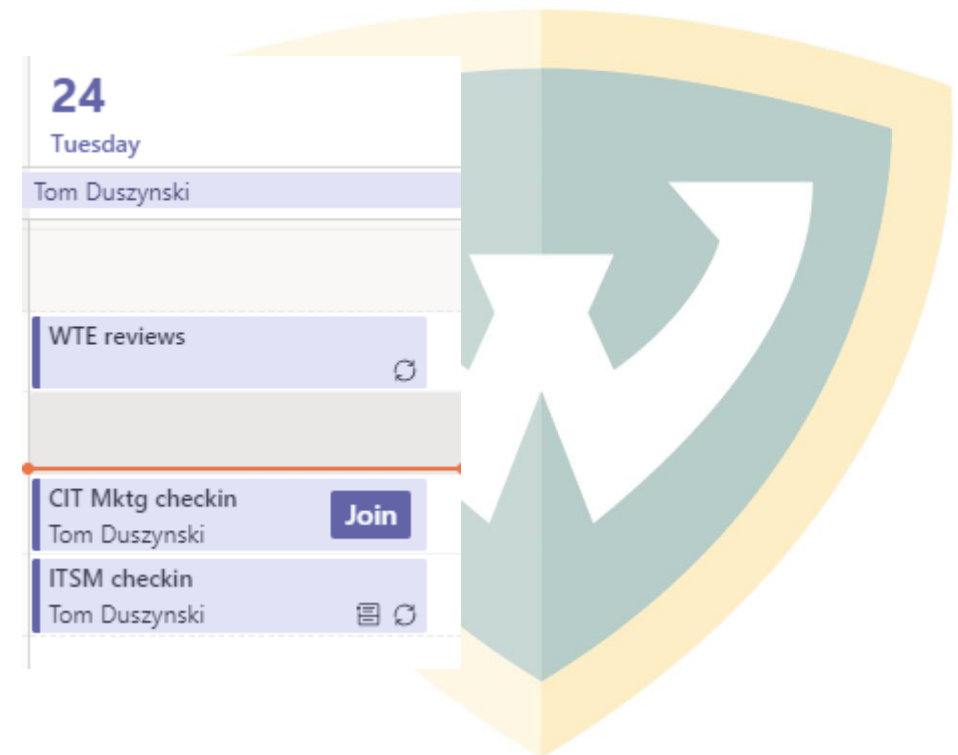 24
Tuesday
Tom Duszynski
WTE reviews
CIT Mktg checkin
Join
Tom Duszynski
ITSM checkin
Tom Duszynski